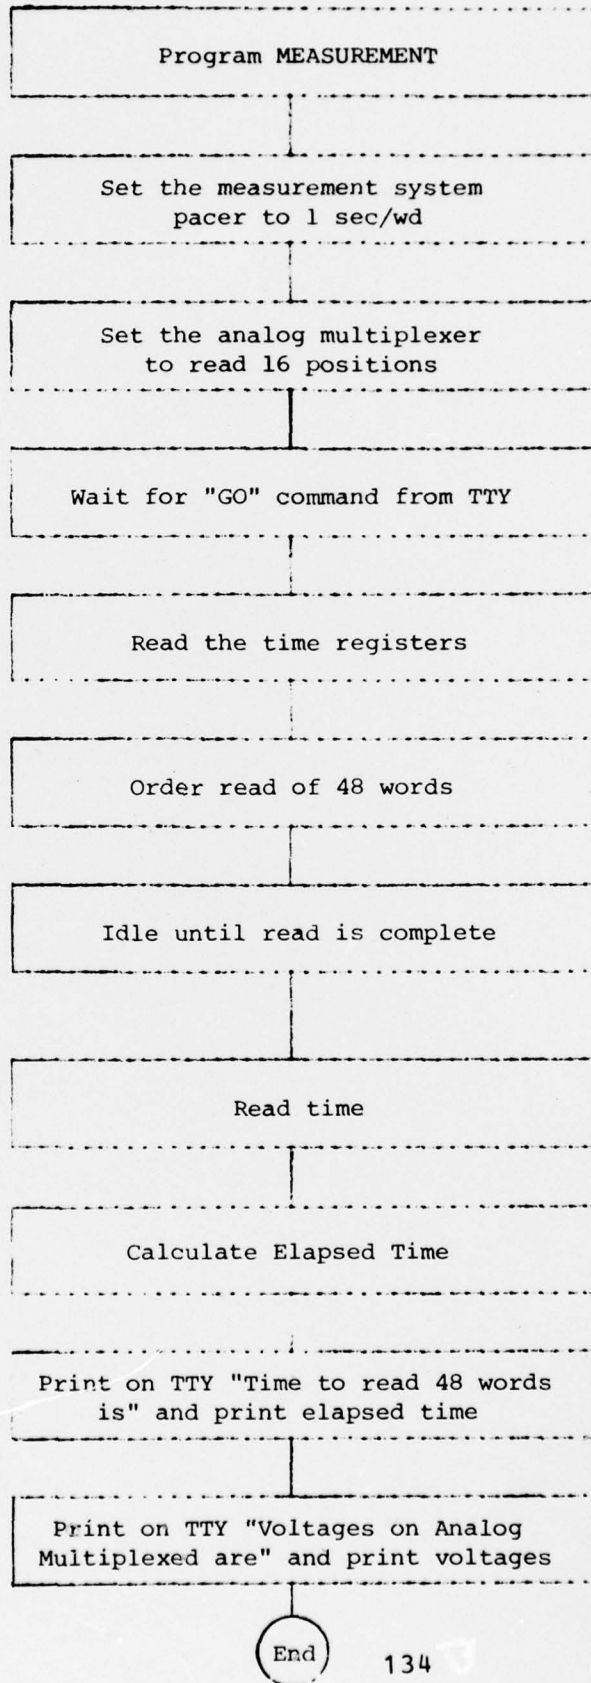 Program MEASUREMENT
Set the measurement system
pacer to 1 sec/wd
Set the analog multiplexer
to read 16 positions
Wait for "GO" command from TTY
Read the time registers
Order read of 48 words
Idle until read is complete
Read time
Calculate Elapsed Time
Print on TTY "Time to read 48 words
is" and print elapsed time
Print on TTY "Voltages on Analog
Multiplexed are" and print voltages
End
134